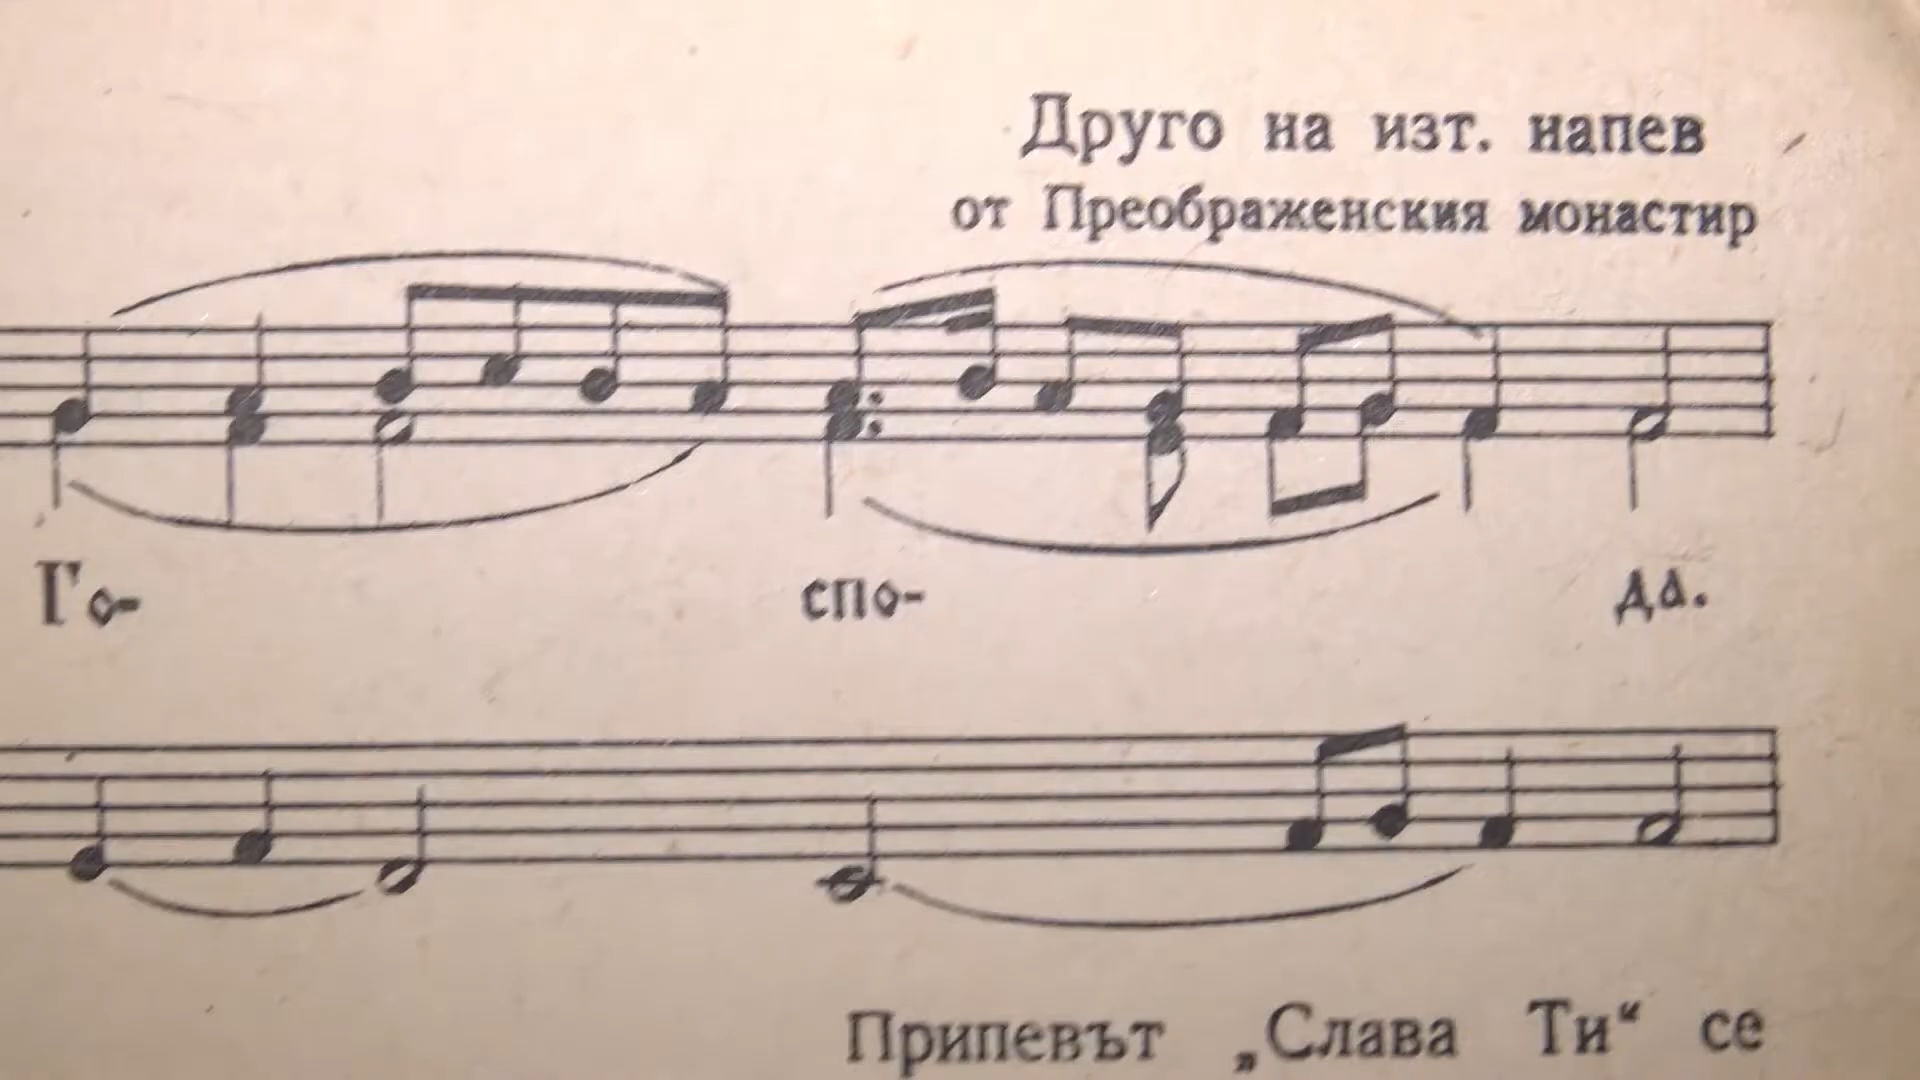 Друго на изт. напев
от Преображенския монастир
Го- спо- да.
Припевът „Слава Ти“ се